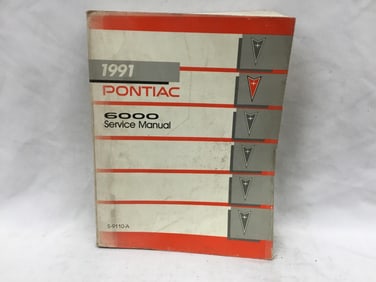 1991
PONTIAC
6000
Service Manual
S-9110-A